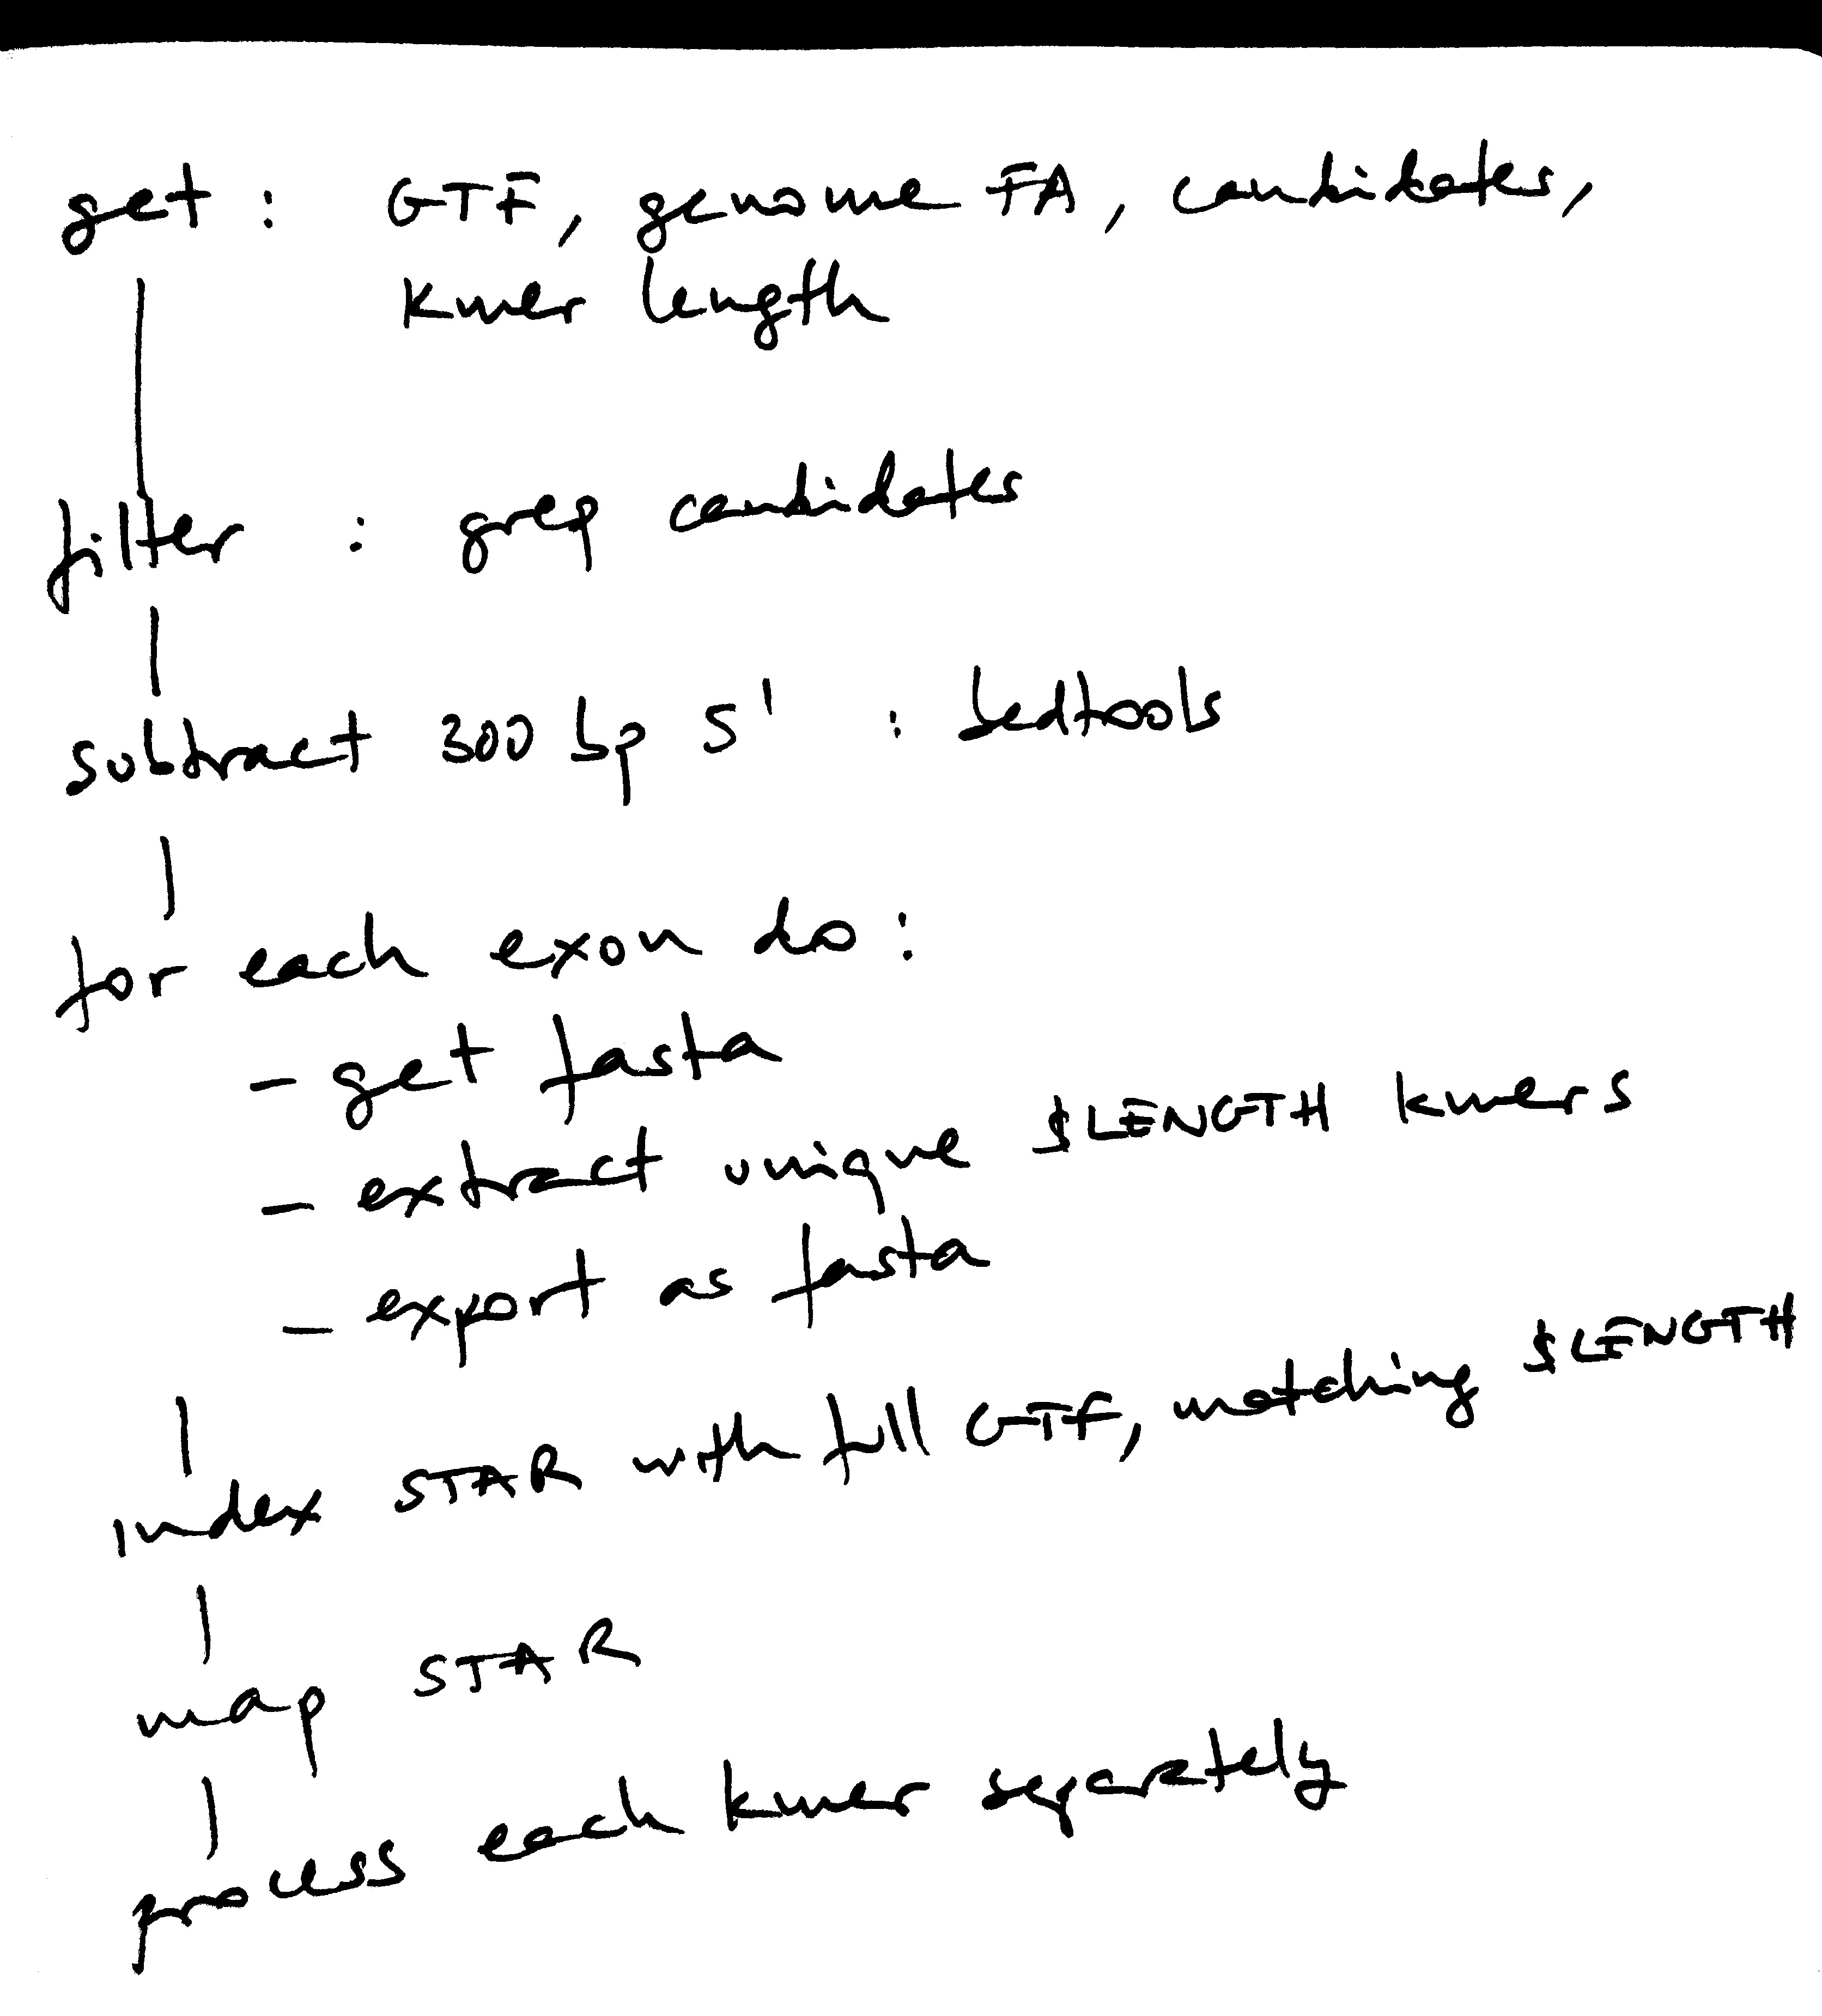 get : GTF, genome FA, candidates,
kmer length
filter : grep candidates
subtract 300 bp 5' : bedtools
for each exon do:
- get fasta
- extract unique $LENGTH kmers
- export as fasta
index STAR with full GTF, matching $LENGTH
map STAR
process each kmer separately